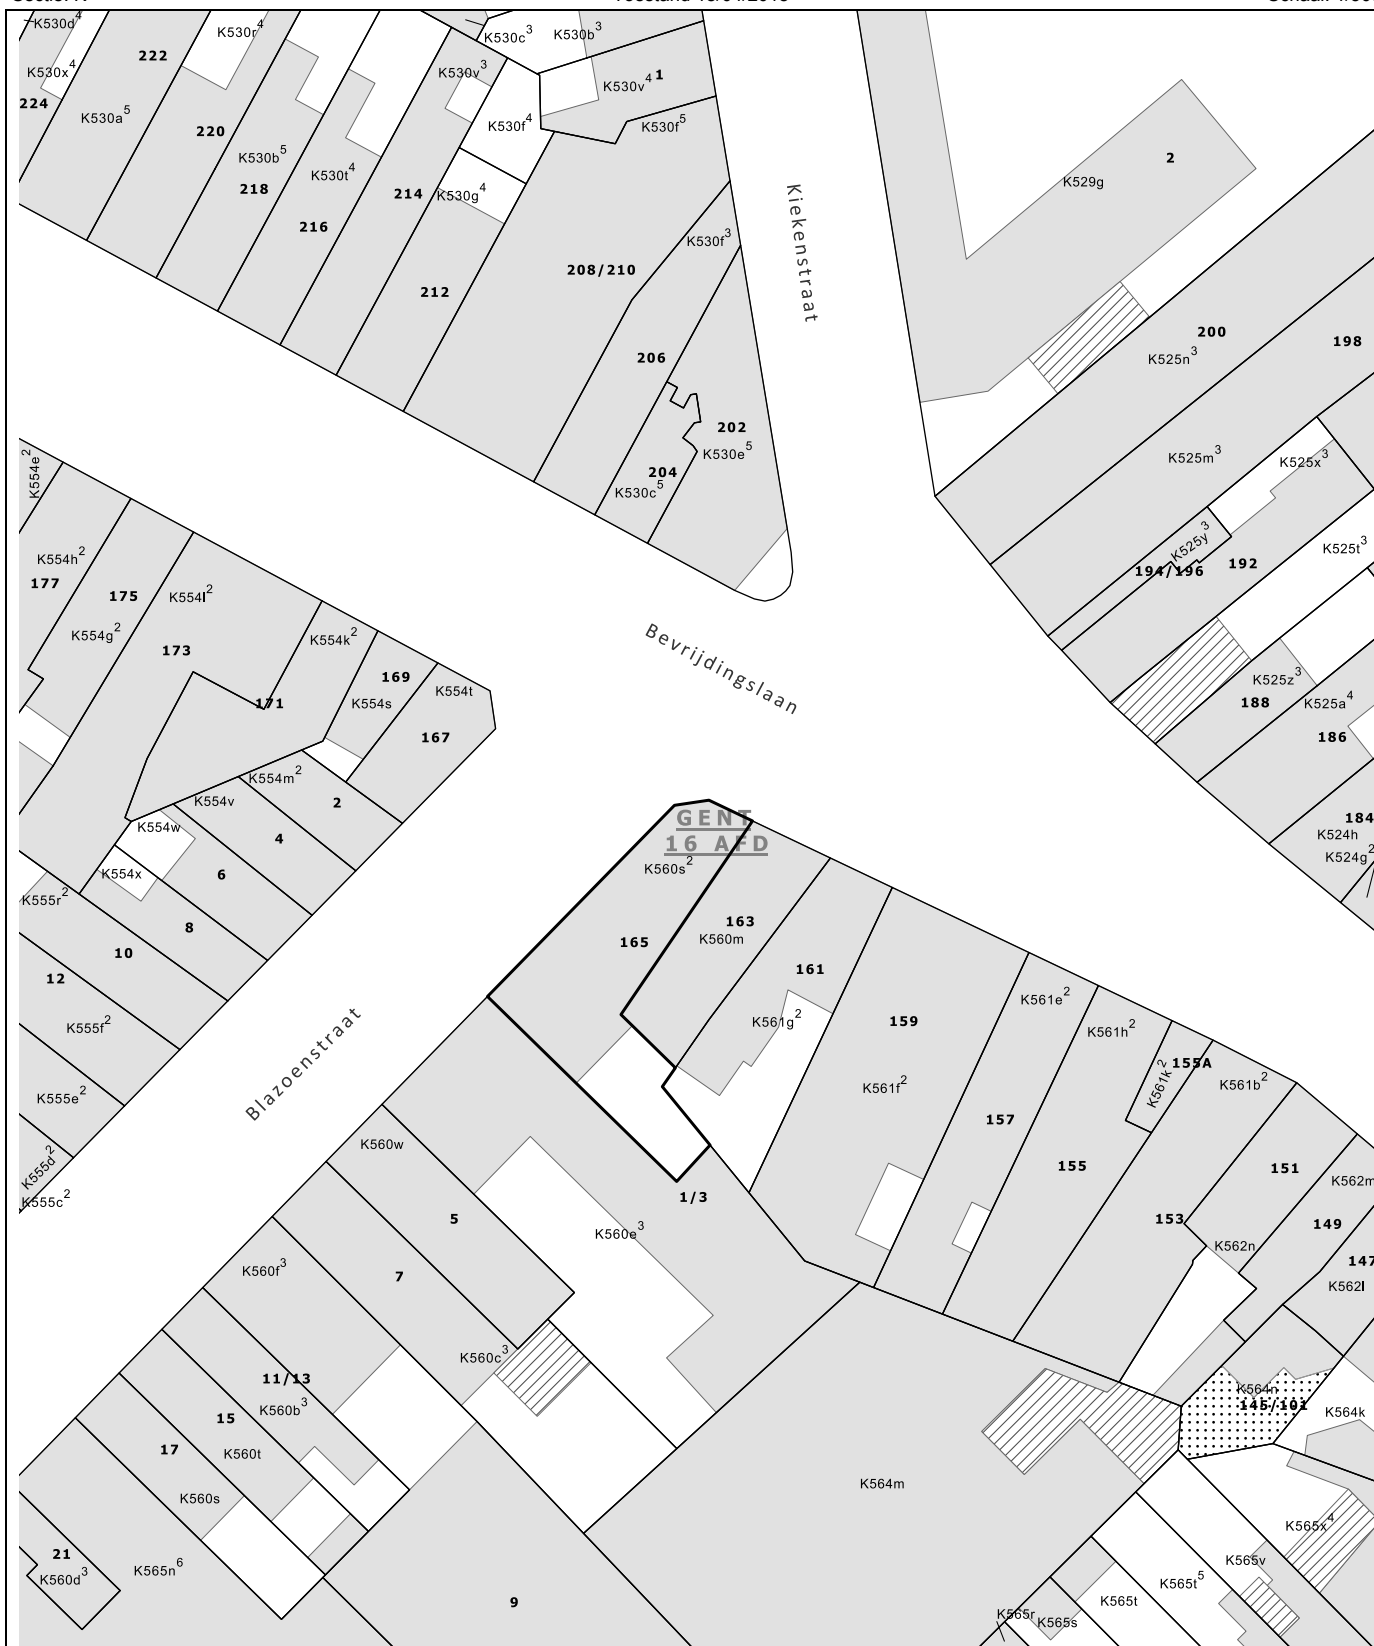 K530d⁴
K530r⁴
K530c³
K530b³
222
K530x⁴
K530v³
K530v⁴
1
224
K530a⁵
220
K530f⁴
K530f⁵
K530b⁵
218
K530t⁴
214
K530g⁴
2
K529g
216
K530f³
208/210
212
Kiekenstraat
200
198
K525n³
206
202
K530e⁵
204
K530c⁵
K525m³
K525x³
K554e²
K525y³
K525t³
194/196
192
K554h²
177
175
K554l²
K554g²
173
K554k²
Bevrijdingslaan
169
K554t
K554s
171
167
K525z³
188
K525a⁴
186
K554m²
2
K554v
K554w
4
GENT
16 AFD
184
K524h
K524g²
K554x
6
K560s²
K555r²
8
163
K560m
165
10
12
161
K555f²
K561g²
159
K561e²
K561h²
K561f²
Blazoenstraat
155A
K561k²
K561b²
K555e²
157
K560w
155
151
K562m
K555d²
K555c²
1/3
5
K560e³
153
149
K562n
147
K562l
K560f³
7
K560c³
11/13
K560b³
K564n
145/101
K564k
15
17
K560t
K564m
K560s
K565x⁴
21
K560d³
K565n⁶
K565v
K565t⁵
K565t
9
K565r
K565s